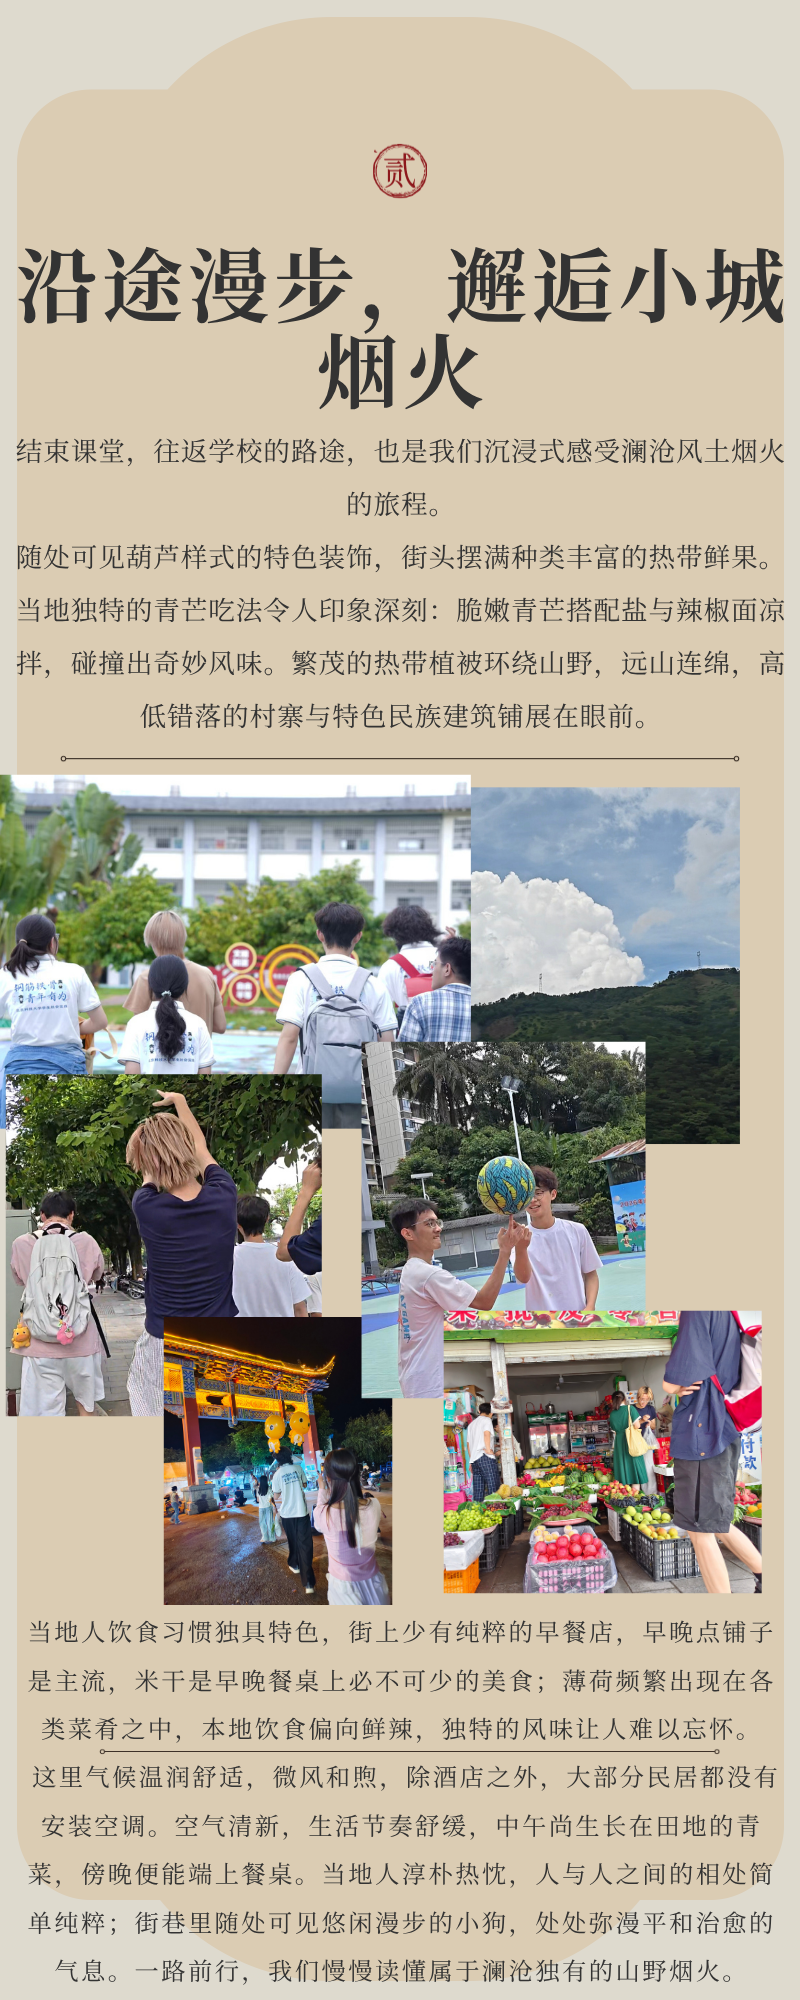 贰
沿途漫步，邂逅小城
烟火
结束课堂，往返学校的路途，也是我们沉浸式感受澜沧风土烟火
的旅程。
随处可见葫芦样式的特色装饰，街头摆满种类丰富的热带鲜果。
当地独特的青芒吃法令人印象深刻：脆嫩青芒搭配盐与辣椒面凉
拌，碰撞出奇妙风味。繁茂的热带植被环绕山野，远山连绵，高
低错落的村寨与特色民族建筑铺展在眼前。
钢筋铁骨
青年有为
付
款
当地人饮食习惯独具特色，街上少有纯粹的早餐店，早晚点铺子
是主流，米干是早晚餐桌上必不可少的美食；薄荷频繁出现在各
类菜肴之中，本地饮食偏向鲜辣，独特的风味让人难以忘怀。
这里气候温润舒适，微风和煦，除酒店之外，大部分民居都没有
安装空调。空气清新，生活节奏舒缓，中午尚生长在田地的青
菜，傍晚便能端上餐桌。当地人淳朴热忱，人与人之间的相处简
单纯粹；街巷里随处可见悠闲漫步的小狗，处处弥漫平和治愈的
气息。一路前行，我们慢慢读懂属于澜沧独有的山野烟火。